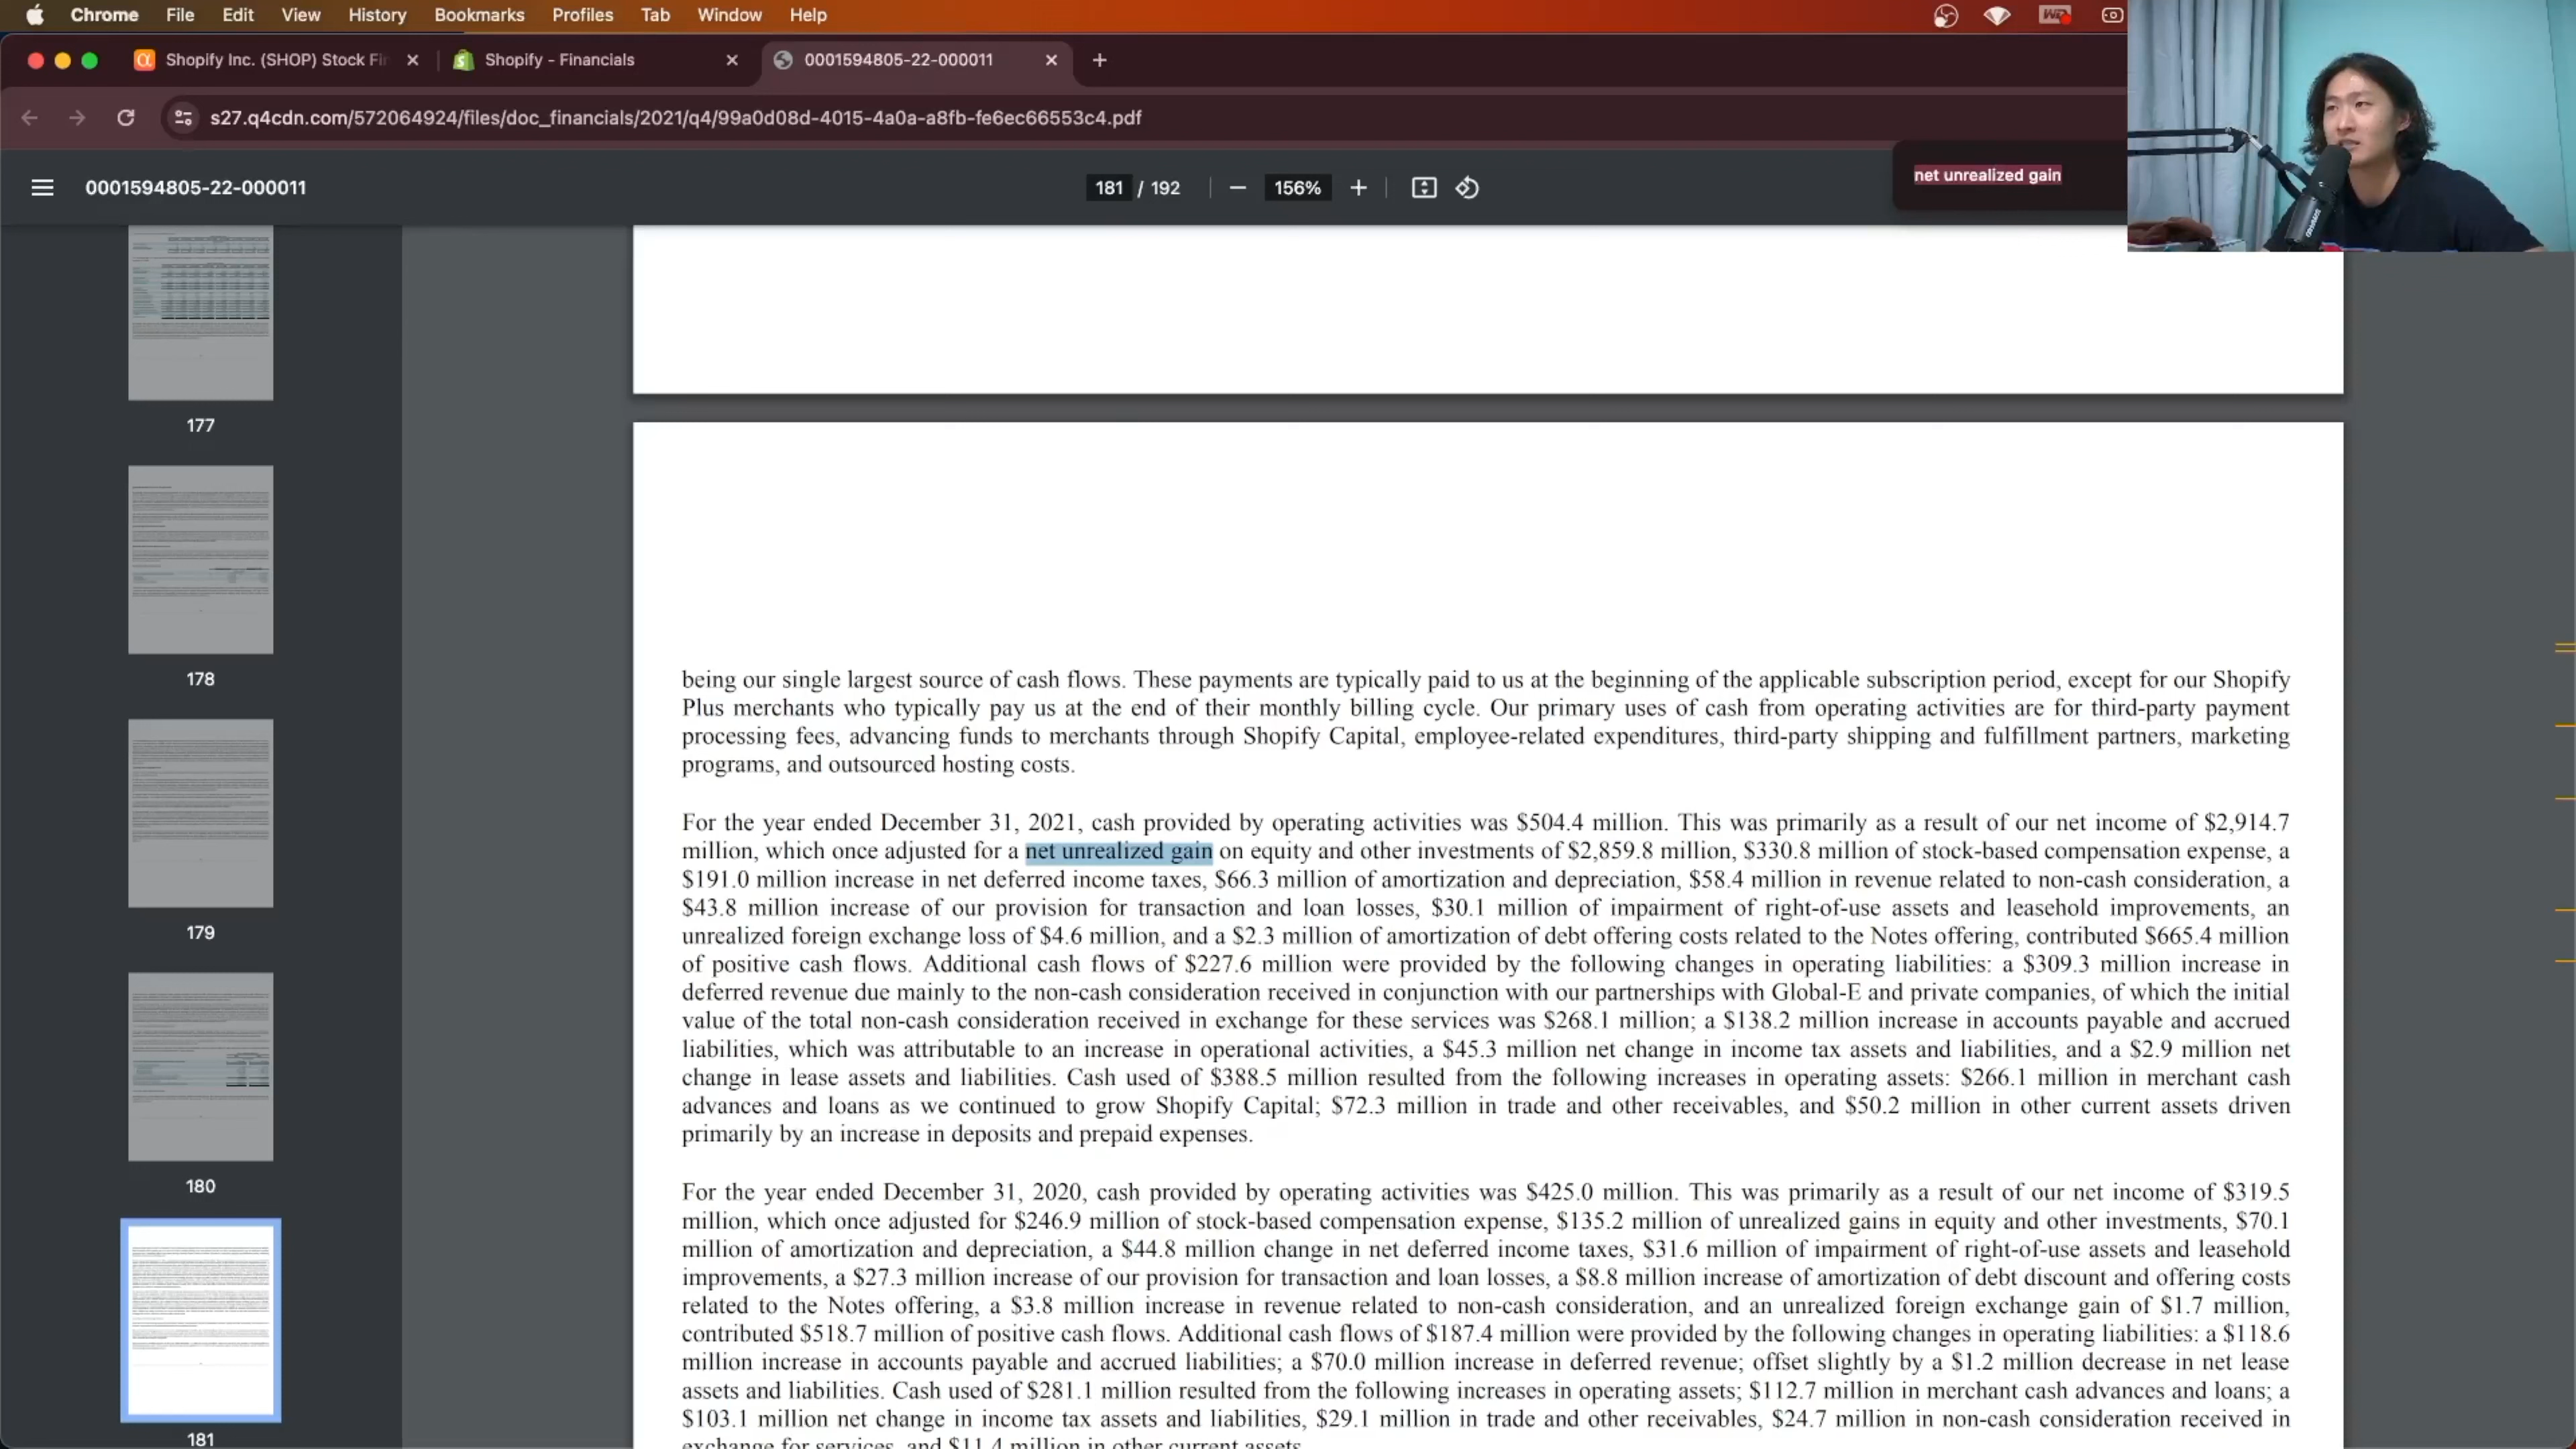 Chrome File Edit View History Bookmarks Profiles Tab Window Help
Shopify Inc. (SHOP) Stock Fin
Shopify - Financials
0001594805-22-000011
s27.q4cdn.com/572064924/files/doc_financials/2021/q4/99a0d08d-4015-4a0a-a8fb-fe6ec66553c4.pdf
0001594805-22-000011
181 / 192
156%
net unrealized gain
177
178
179
180
181
being our single largest source of cash flows. These payments are typically paid to us at the beginning of the applicable subscription period, except for our Shopify
Plus merchants who typically pay us at the end of their monthly billing cycle. Our primary uses of cash from operating activities are for third-party payment
processing fees, advancing funds to merchants through Shopify Capital, employee-related expenditures, third-party shipping and fulfillment partners, marketing
programs, and outsourced hosting costs.
For the year ended December 31, 2021, cash provided by operating activities was $504.4 million. This was primarily as a result of our net income of $2,914.7
million, which once adjusted for a net unrealized gain on equity and other investments of $2,859.8 million, $330.8 million of stock-based compensation expense, a
$191.0 million increase in net deferred income taxes, $66.3 million of amortization and depreciation, $58.4 million in revenue related to non-cash consideration, a
$43.8 million increase of our provision for transaction and loan losses, $30.1 million of impairment of right-of-use assets and leasehold improvements, an
unrealized foreign exchange loss of $4.6 million, and a $2.3 million of amortization of debt offering costs related to the Notes offering, contributed $665.4 million
of positive cash flows. Additional cash flows of $227.6 million were provided by the following changes in operating liabilities: a $309.3 million increase in
deferred revenue due mainly to the non-cash consideration received in conjunction with our partnerships with Global-E and private companies, of which the initial
value of the total non-cash consideration received in exchange for these services was $268.1 million; a $138.2 million increase in accounts payable and accrued
liabilities, which was attributable to an increase in operational activities, a $45.3 million net change in income tax assets and liabilities, and a $2.9 million net
change in lease assets and liabilities. Cash used of $388.5 million resulted from the following increases in operating assets: $266.1 million in merchant cash
advances and loans as we continued to grow Shopify Capital; $72.3 million in trade and other receivables, and $50.2 million in other current assets driven
primarily by an increase in deposits and prepaid expenses.
For the year ended December 31, 2020, cash provided by operating activities was $425.0 million. This was primarily as a result of our net income of $319.5
million, which once adjusted for $246.9 million of stock-based compensation expense, $135.2 million of unrealized gains in equity and other investments, $70.1
million of amortization and depreciation, a $44.8 million change in net deferred income taxes, $31.6 million of impairment of right-of-use assets and leasehold
improvements, a $27.3 million increase of our provision for transaction and loan losses, a $8.8 million increase of amortization of debt discount and offering costs
related to the Notes offering, a $3.8 million increase in revenue related to non-cash consideration, and an unrealized foreign exchange gain of $1.7 million,
contributed $518.7 million of positive cash flows. Additional cash flows of $187.4 million were provided by the following changes in operating liabilities: a $118.6
million increase in accounts payable and accrued liabilities; a $70.0 million increase in deferred revenue; offset slightly by a $1.2 million decrease in net lease
assets and liabilities. Cash used of $281.1 million resulted from the following increases in operating assets; $112.7 million in merchant cash advances and loans; a
$103.1 million net change in income tax assets and liabilities, $29.1 million in trade and other receivables, $24.7 million in non-cash consideration received in
exchange for services, and $11.4 million in other current assets.